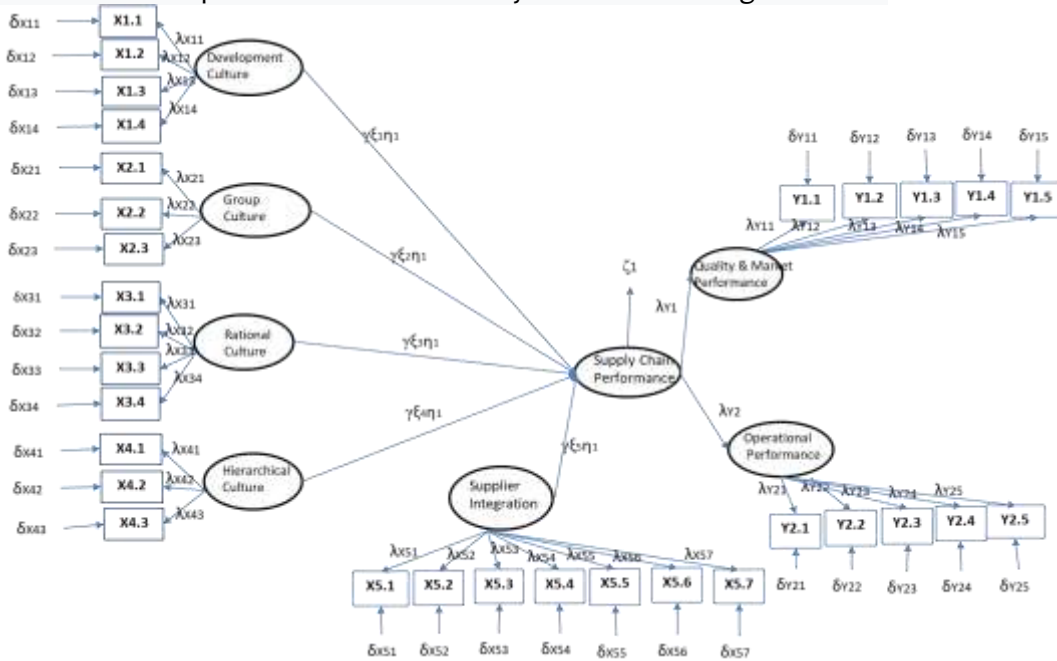 δX11
X1.1
λX11
δX12
X1.2
λX12
δX13
X1.3
λX13
δX14
X1.4
λX14
Development
Culture
γξ1η1
δX21
X2.1
λX21
δX22
X2.2
λX22
δX23
X2.3
λX23
Group
Culture
γξ2η1
δX31
X3.1
λX31
δX32
X3.2
λX32
δX33
X3.3
δX34
X3.4
λX34
Rational
Culture
γξ3η1
δX41
X4.1
λX41
δX42
X4.2
λX42
δX43
X4.3
λX43
Hierarchical
Culture
γξ4η1
Supplier
Integration
γξ5η1
λX51
λX52
λX53
λX54
λX55
λX56
λX57
X5.1
X5.2
X5.3
X5.4
X5.5
X5.6
X5.7
δX51
δX52
δX53
δX54
δX55
δX56
δX57
ζ1
Supply Chain
Performance
λY1
λY2
δY11
δY12
δY13
δY14
δY15
Y1.1
Y1.2
Y1.3
Y1.4
Y1.5
λY11
λY12
λY13
λY14
λY15
Quality & Market
Performance
Operational
Performance
λY21
λY22
λY23
λY24
λY25
Y2.1
Y2.2
Y2.3
Y2.4
Y2.5
δY21
δY22
δY23
δY24
δY25